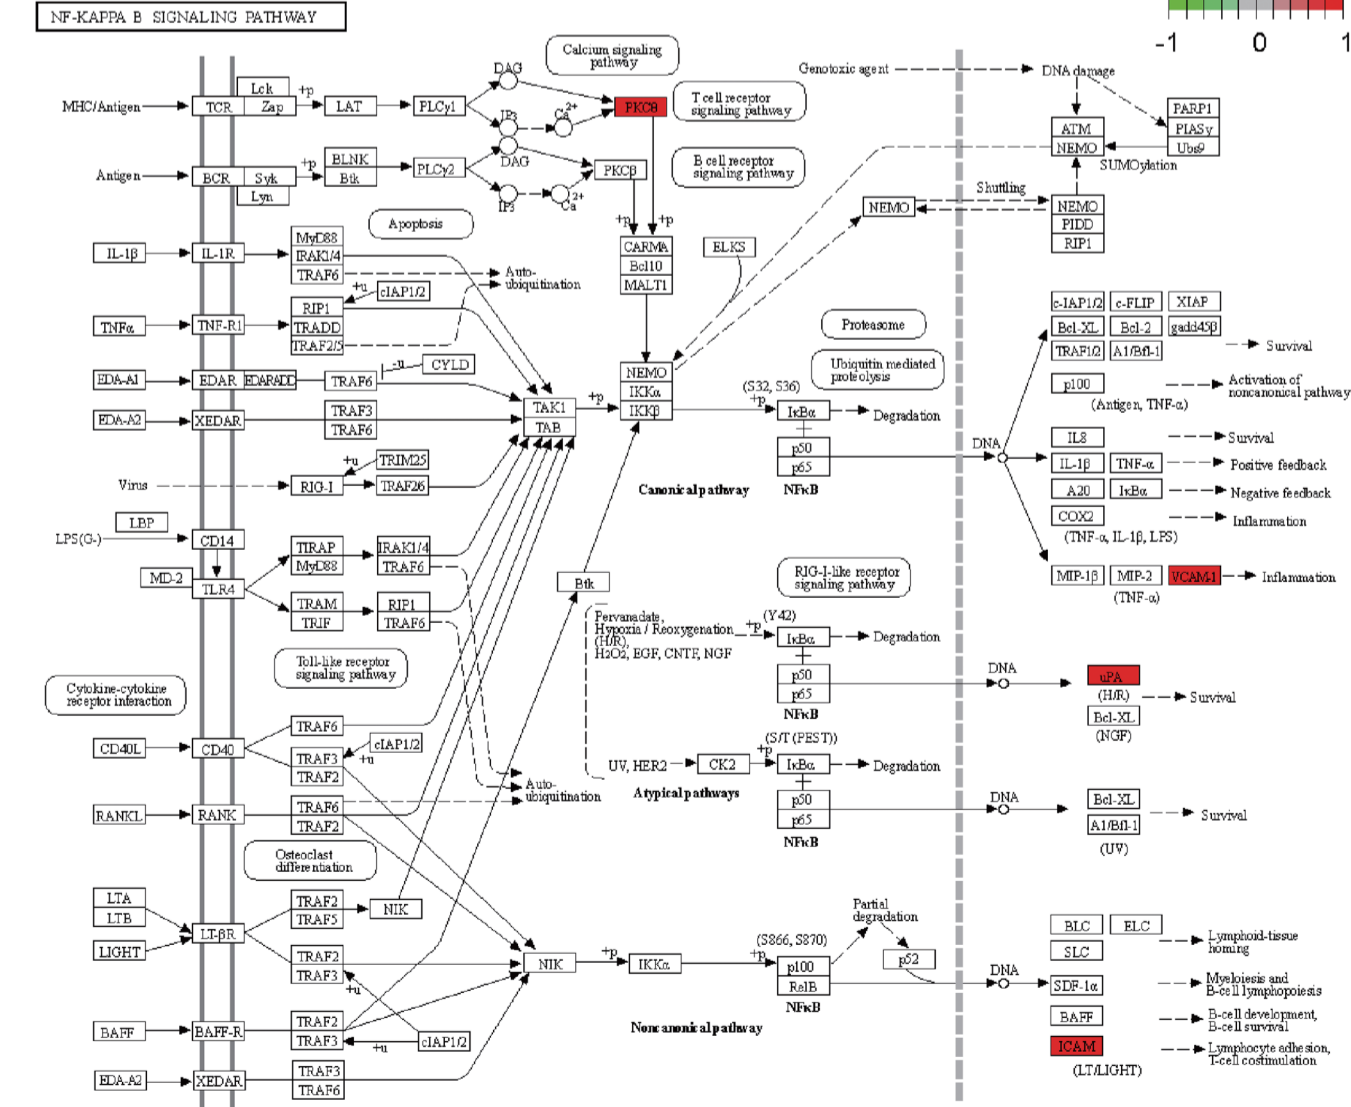 NF-KAPPA B SIGNALING PATHWAY
-1 0 1
Calcium signaling
pathway
T cell receptor
signaling pathway
B cell receptor
signaling pathway
MHC/Antigen
TCR
Lck
Zap
+p
LAT
PLCγ1
DAG
IP3
Ca2+
PKCθ
Antigen
BCR
Syk
Lyn
+p
BLNK
Btk
PLCγ2
DAG
IP3
Ca2+
PKCβ
+p
+p
CARMA
Bcl10
MALT1
ELKS
Genotoxic agent
DNA damage
ATM
NEMO
PARP1
PIASy
Ubs9
SUMOylation
Shuttling
NEMO
NEMO
PIDD
RIP1
Apoptosis
IL-1β
IL-1R
MyD88
IRAK1/4
TRAF6
Auto-
ubiquitination
TNFα
TNF-R1
RIP1
TRADD
TRAF2/5
+u
cIAP1/2
EDA-A1
EDAR
EDARADD
TRAF6
-u
CYLD
EDA-A2
XEDAR
TRAF3
TRAF6
TAK1
TAB
+p
NEMO
IKKα
IKKβ
Proteasome
Ubiquitin mediated
proteolysis
(S32, S36)
+p
IκBα
Degradation
p50
p65
NFκB
Canonical pathway
DNA
c-IAP1/2
c-FLIP
XIAP
Bcl-XL
Bcl-2
gadd45β
TRAF1/2
A1/Bfl-1
Survival
p100
Activation of
noncanonical pathway
(Antigen, TNF-α)
IL8
Survival
IL-1β
TNF-α
Positive feedback
A20
IκBα
Negative feedback
COX2
Inflammation
(TNF-α, IL-1β, LPS)
MIP-1β
MIP-2
VCAM-1
Inflammation
(TNF-α)
Virus
RIG-I
+u
TRIM25
TRAF26
LBP
LPS(G-)
CD14
MD-2
TLR4
TIRAP
MyD88
IRAK1/4
TRAF6
TRAM
TRIF
RIP1
TRAF6
Btk
Toll-like receptor
signaling pathway
Cytokine-cytokine
receptor interaction
RIG-I-like receptor
signaling pathway
Pervanadate,
Hypoxia / Reoxygenation
(H/R),
H2O2, EGF, CNTF, NGF
+p
(Y42)
IκBα
Degradation
p50
p65
NFκB
DNA
uPA
(H/R)
Survival
Bcl-XL
(NGF)
CD40L
CD40
TRAF6
TRAF3
TRAF2
cIAP1/2
+u
Auto-
ubiquitination
UV, HER2
CK2
+p
(S/T (PEST))
IκBα
Degradation
Atypical pathways
p50
p65
NFκB
DNA
Bcl-XL
A1/Bfl-1
(UV)
Survival
RANKL
RANK
TRAF6
TRAF2
Osteoclast
differentiation
LTA
LTB
LIGHT
LT-βR
TRAF2
TRAF5
NIK
TRAF2
TRAF3
+u
NIK
+p
IKKα
+p
(S866, S870)
p100
RelB
NFκB
Partial
degradation
p52
DNA
Noncanonical pathway
BLC
ELC
SLC
Lymphoid-tissue
homing
SDF-1α
Myeloiesis and
B-cell lymphopoiesis
BAFF
B-cell development,
B-cell survival
ICAM
Lymphocyte adhesion,
T-cell costimulation
(LT/LIGHT)
BAFF
BAFF-R
TRAF2
TRAF3
+u
cIAP1/2
EDA-A2
XEDAR
TRAF3
TRAF6